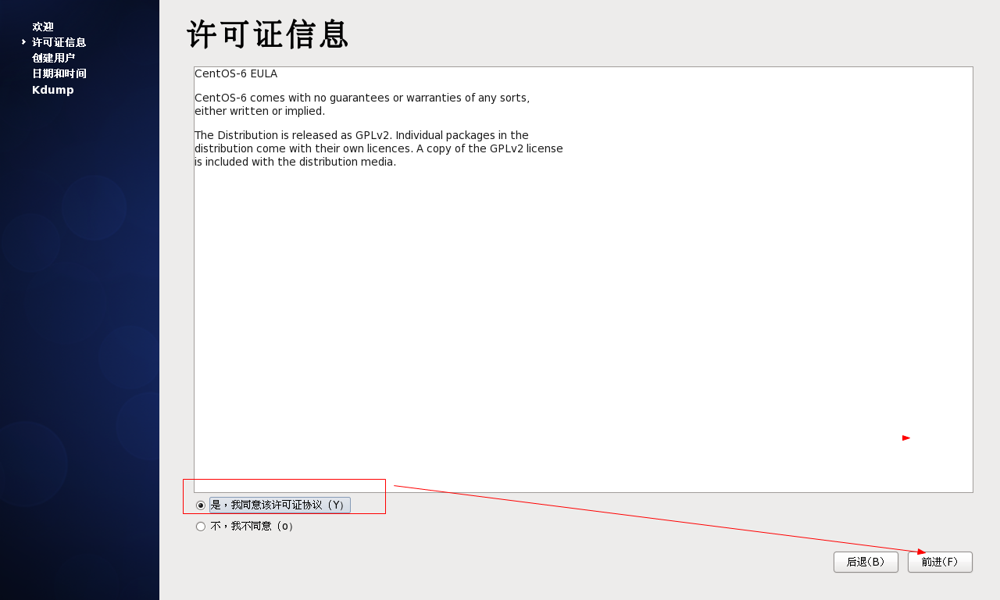 欢迎
许可证信息
创建用户
日期和时间
Kdump
许可证信息
CentOS-6 EULA
CentOS-6 comes with no guarantees or warranties of any sorts,
either written or implied.
The Distribution is released as GPLv2. Individual packages in the
distribution come with their own licences. A copy of the GPLv2 license
is included with the distribution media.
是，我同意该许可证协议（Y）
不，我不同意（o）
后退(B)
前进(F)